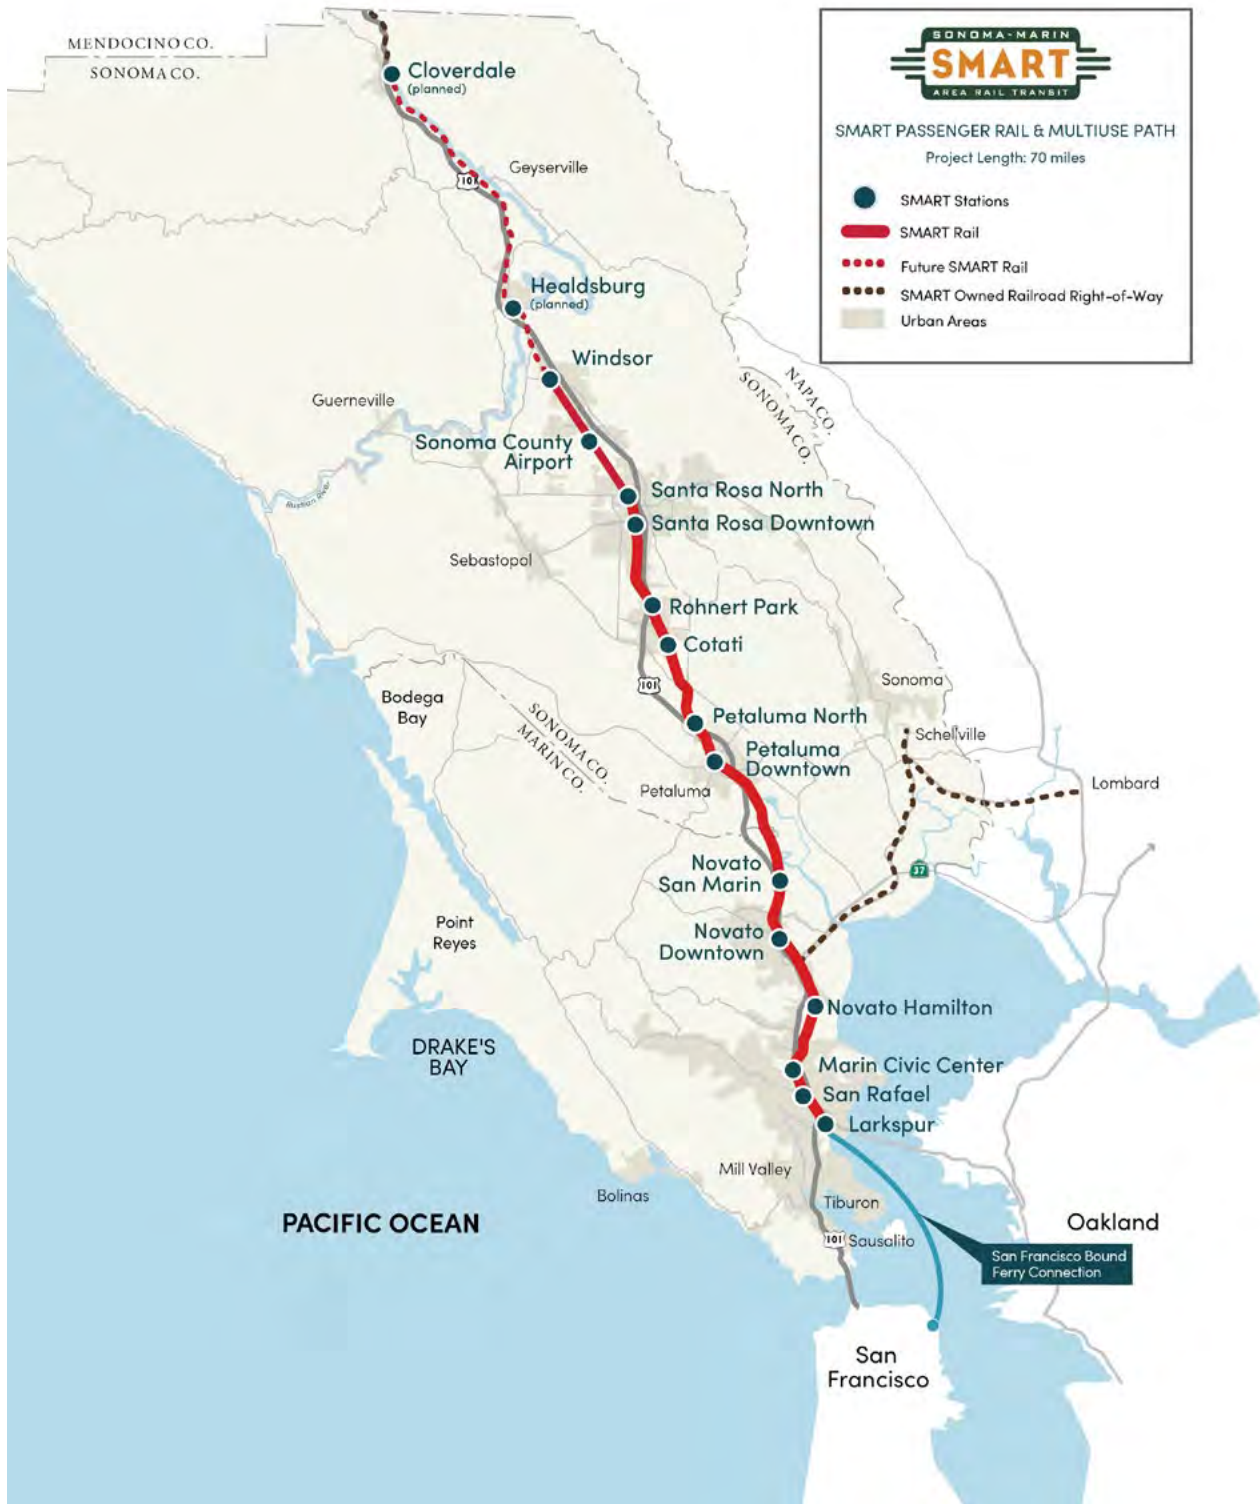 MENDOCINO CO.
SONOMA CO.
Cloverdale
(planned)
Geyserville
101
Healdsburg
(planned)
Windsor
Guerneville
Sonoma County
Airport
Russian River
Santa Rosa North
Santa Rosa Downtown
Sebastopol
Rohnert Park
Cotati
101
Sonoma
Bodega
Bay
SONOMA CO.
MARIN CO.
Petaluma North
Petaluma
Downtown
Petaluma
Schellville
Lombard
Novato
San Marin
37
Novato
Downtown
Point
Reyes
Novato Hamilton
DRAKE'S
BAY
Marin Civic Center
San Rafael
Larkspur
Mill Valley
Bolinas
Tiburon
PACIFIC OCEAN
101
Sausalito
Oakland
San Francisco Bound
Ferry Connection
San
Francisco
NAPA CO.
SONOMA CO.
SONOMA-MARIN
SMART
AREA RAIL TRANSIT
SMART PASSENGER RAIL & MULTIUSE PATH
Project Length: 70 miles
SMART Stations
SMART Rail
Future SMART Rail
SMART Owned Railroad Right-of-Way
Urban Areas